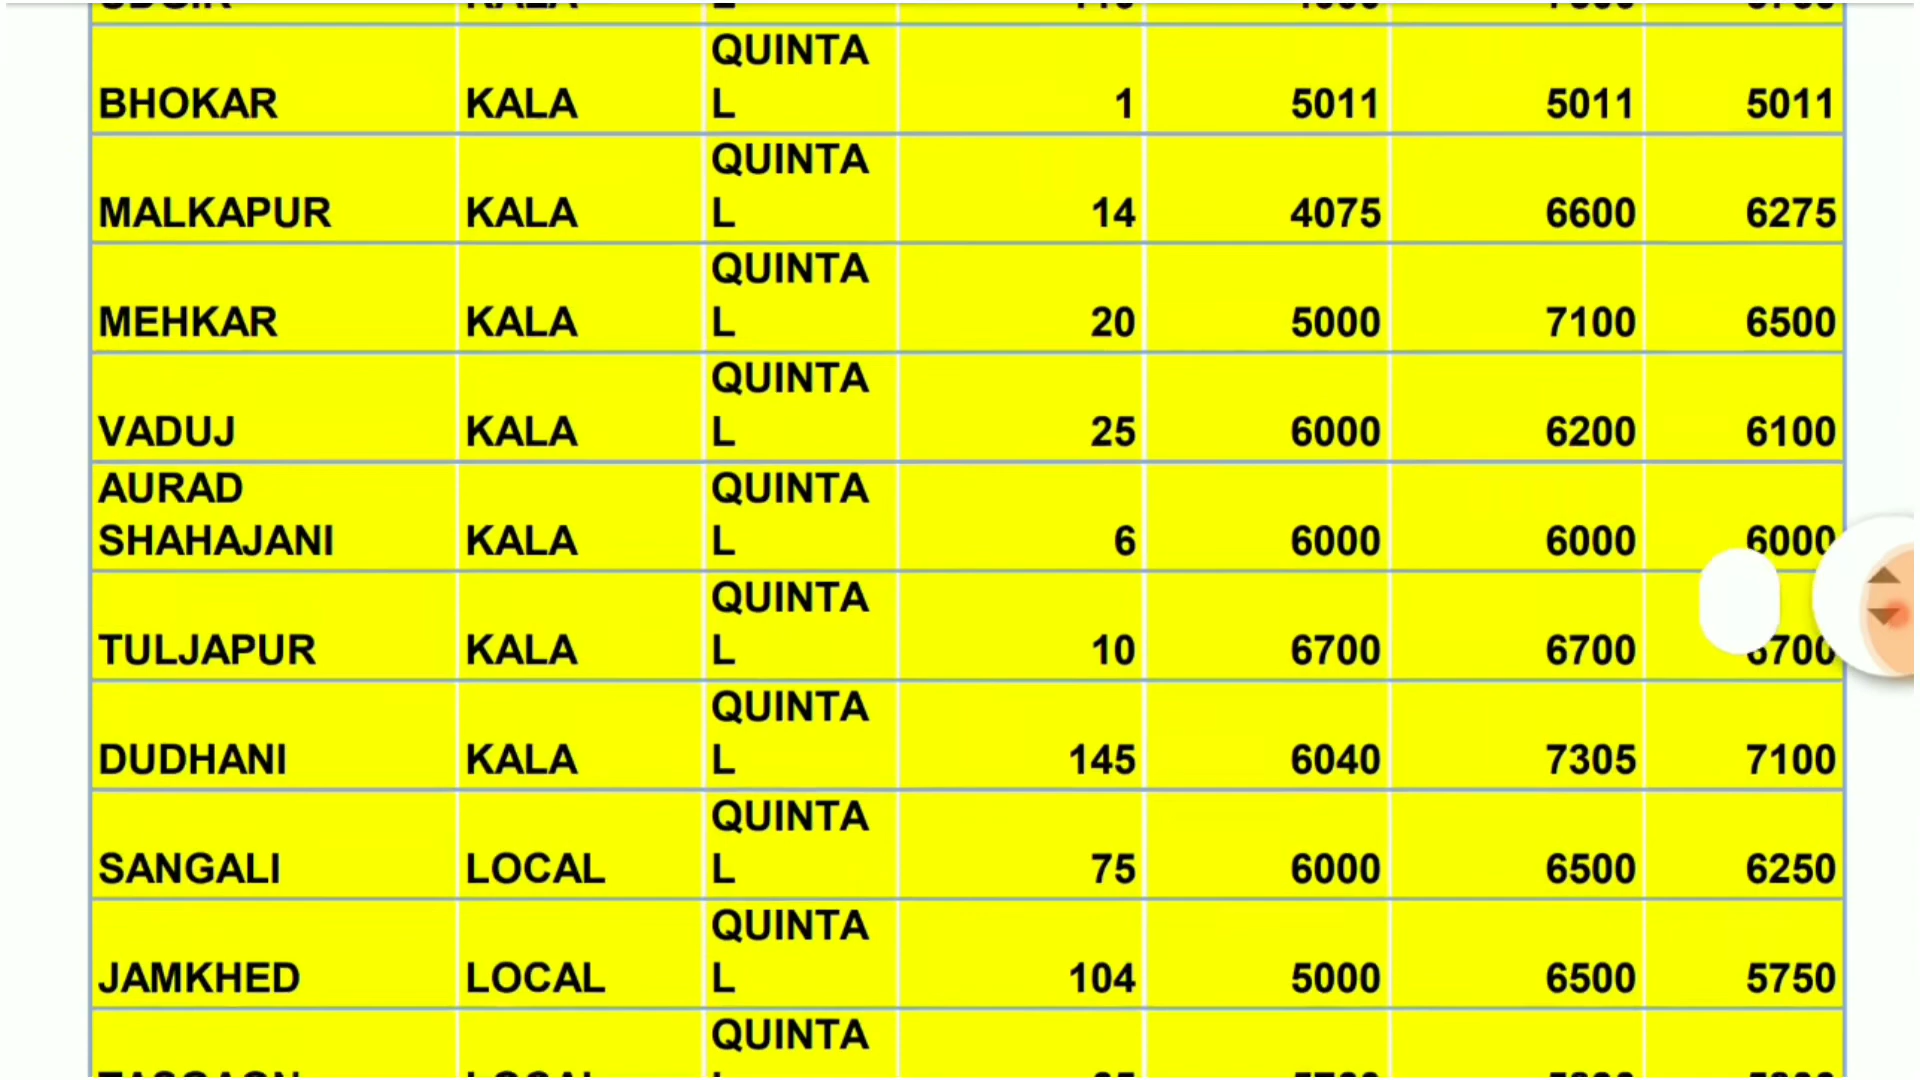 QUINTA
BHOKAR KALA L 1 5011 5011 5011
QUINTA
MALKAPUR KALA L 14 4075 6600 6275
QUINTA
MEHKAR KALA L 20 5000 7100 6500
QUINTA
VADUJ KALA L 25 6000 6200 6100
AURAD QUINTA
SHAHAJANI KALA L 6 6000 6000 6000
QUINTA
TULJAPUR KALA L 10 6700 6700 6700
QUINTA
DUDHANI KALA L 145 6040 7305 7100
QUINTA
SANGALI LOCAL L 75 6000 6500 6250
QUINTA
JAMKHED LOCAL L 104 5000 6500 5750
QUINTA